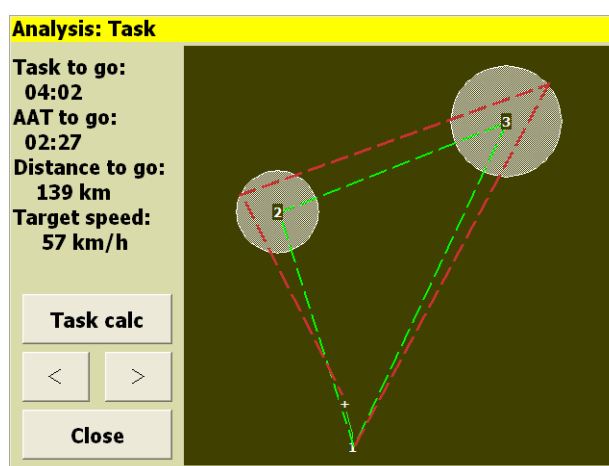 Analysis: Task
Task to go:
04:02
AAT to go:
02:27
Distance to go:
139 km
Target speed:
57 km/h
Task calc
< >
Close
3
2
+
1